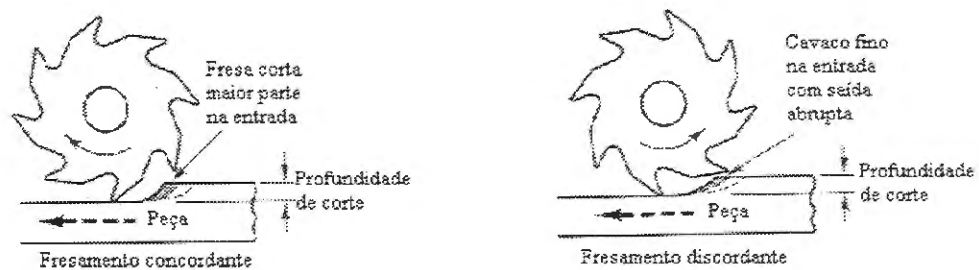 Fresa corta
maior parte
na entrada
Profundidade
de corte
Peça
Fresamento concordante
Cavaco fino
na entrada
com saída
abrupta
Profundidade
de corte
Peça
Fresamento discordante